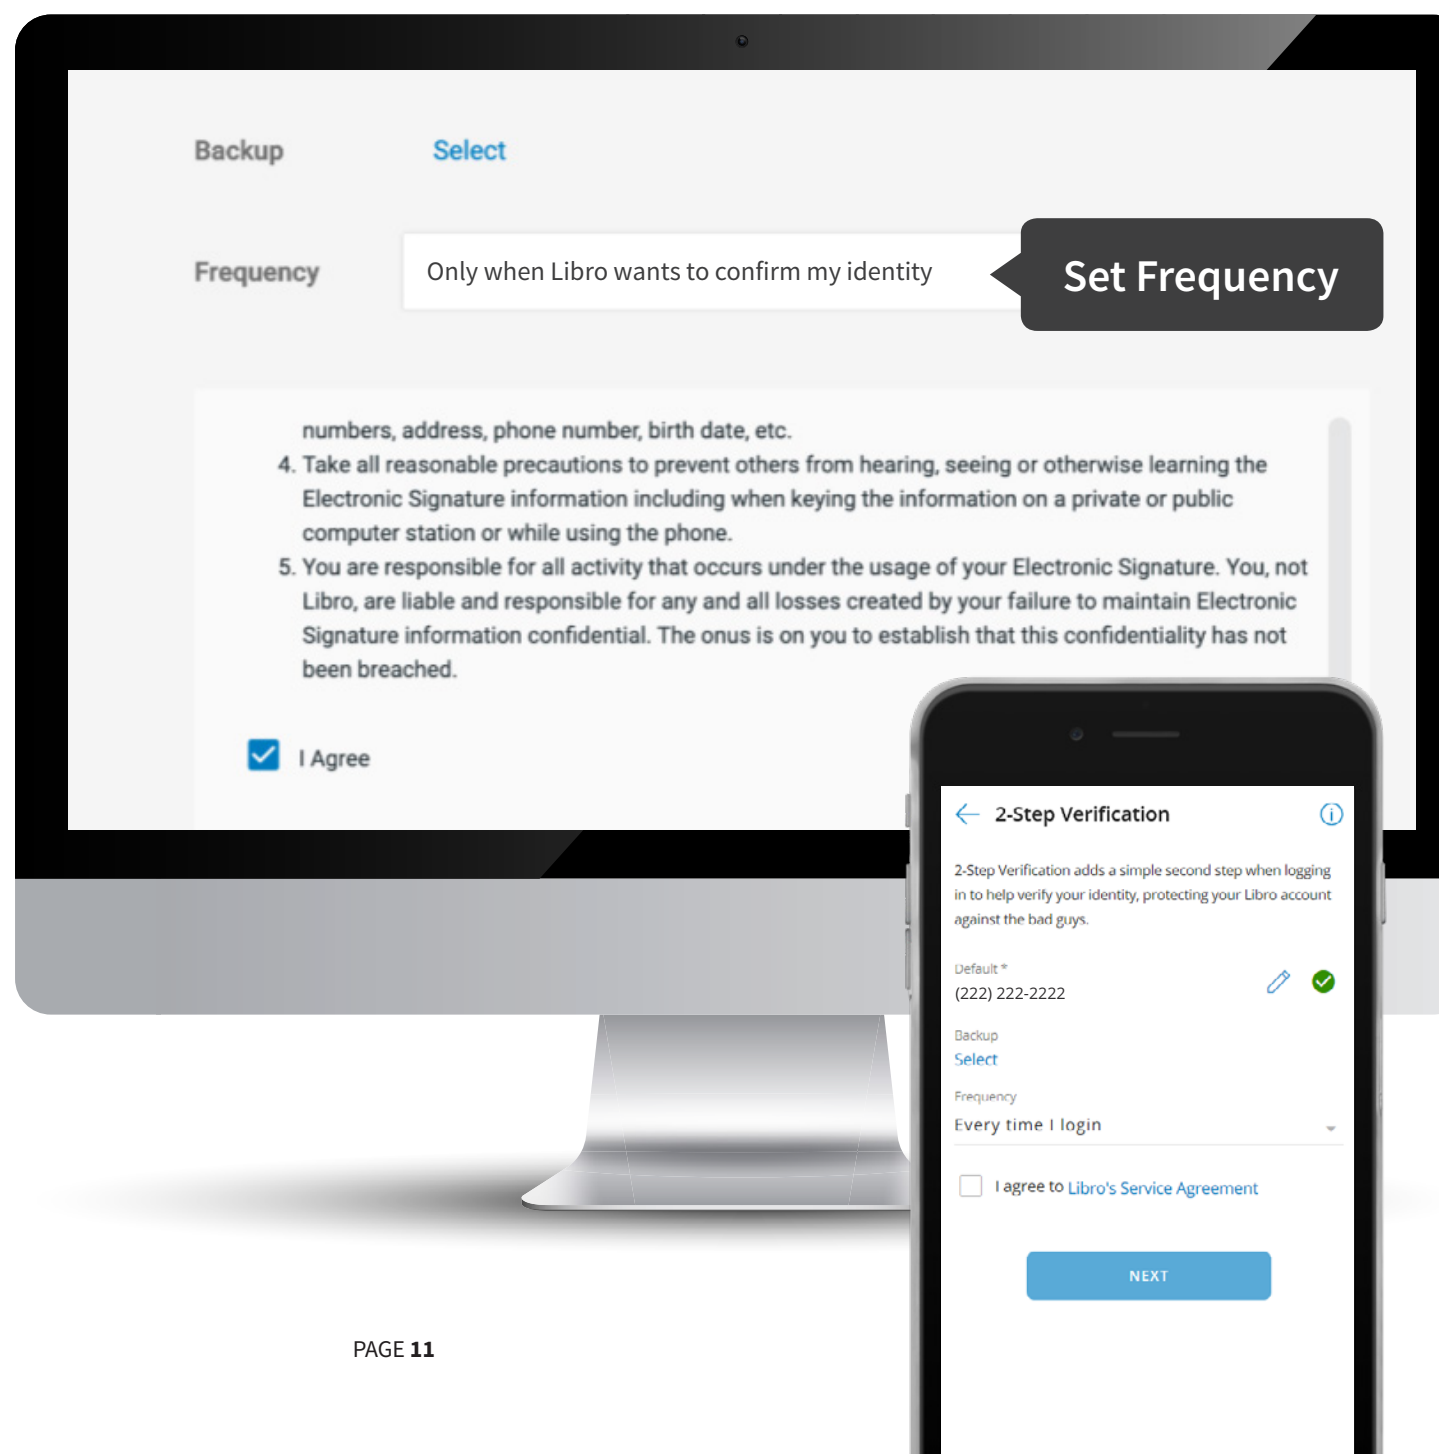 Backup Select
Frequency Only when Libro wants to confirm my identity
Set Frequency
numbers, address, phone number, birth date, etc.
4. Take all reasonable precautions to prevent others from hearing, seeing or otherwise learning the
Electronic Signature information including when keying the information on a private or public
computer station or while using the phone.
5. You are responsible for all activity that occurs under the usage of your Electronic Signature. You, not
Libro, are liable and responsible for any and all losses created by your failure to maintain Electronic
Signature information confidential. The onus is on you to establish that this confidentiality has not
been breached.
I Agree
2-Step Verification
2-Step Verification adds a simple second step when logging
in to help verify your identity, protecting your Libro account
against the bad guys.
Default *
(222) 222-2222
Backup
Select
Frequency
Every time I login
I agree to Libro's Service Agreement
NEXT
PAGE 11